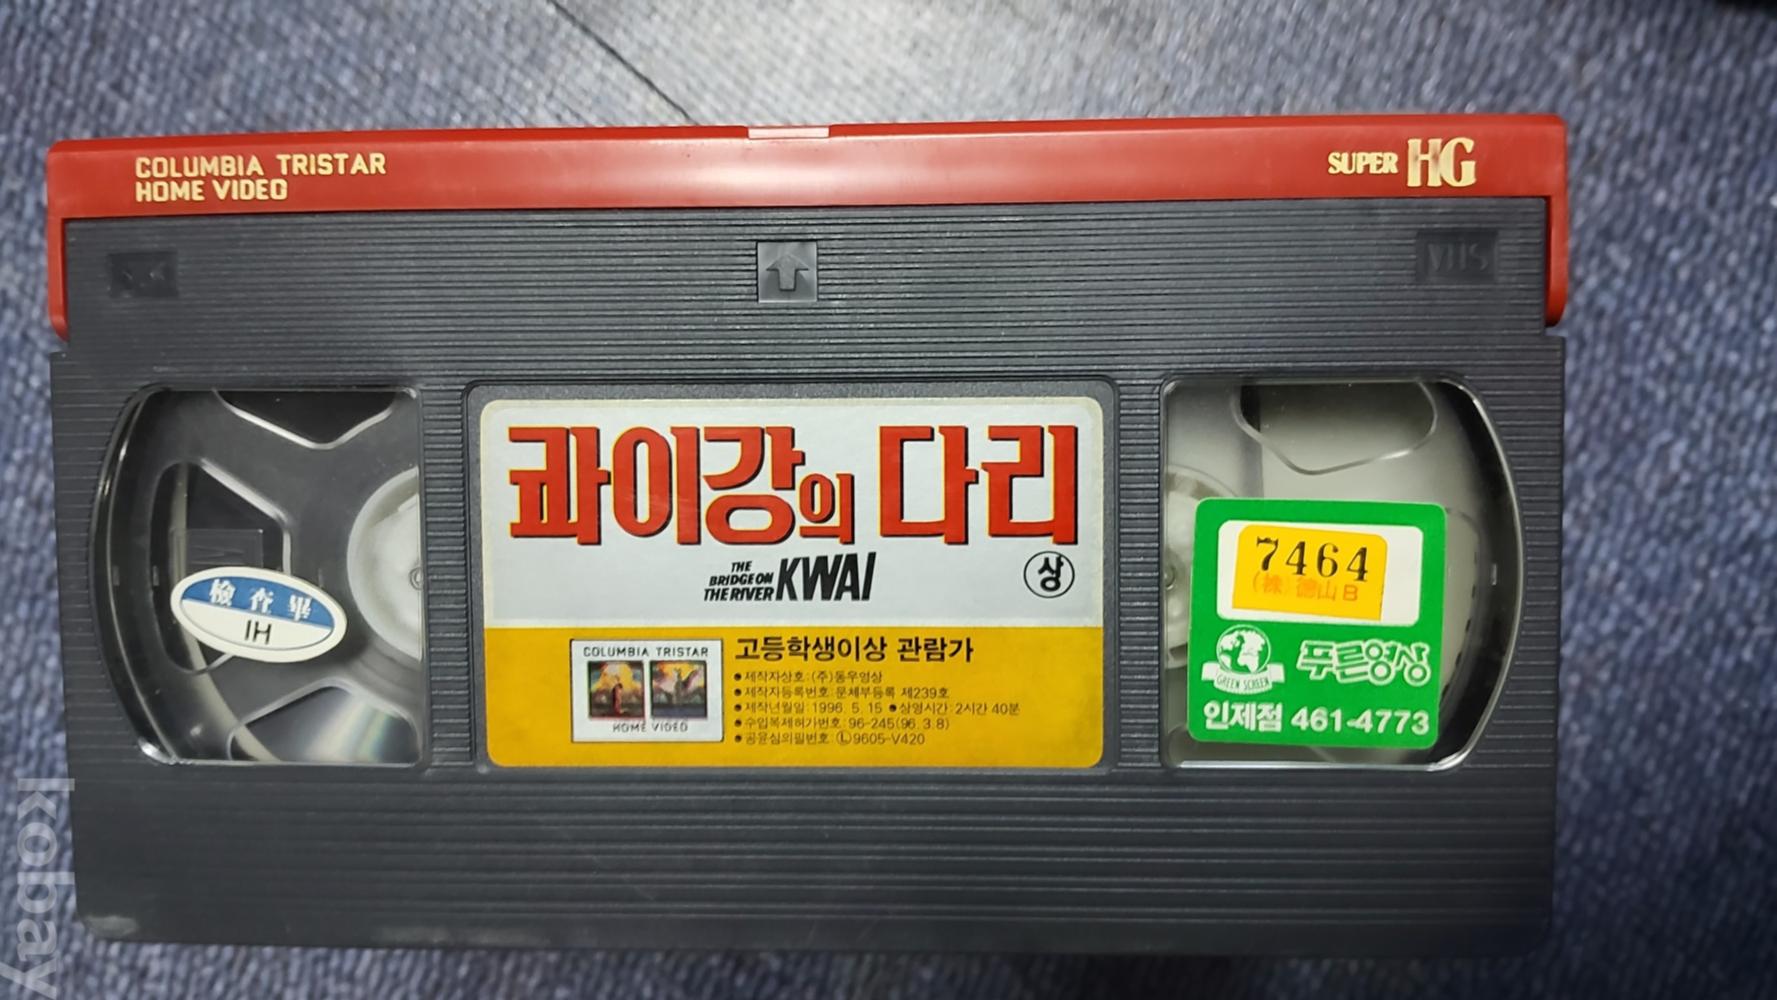 COLUMBIA TRISTAR
HOME VIDEO
SUPER HG
VHS
콰이강의 다리
THE
BRIDGE ON
THE RIVER KWAI
상
COLUMBIA TRISTAR
HOME VIDEO
고등학생이상 관람가
• 제작자상호:(주)동우영상
• 제작자등록번호:문체부등록 제239호
• 제작년월일:1996. 5. 15 • 상영시간:2시간 40분
• 수입복제허가번호:96-245(96.3.8)
• 공윤심의필번호:Ⓛ9605-V420
檢査畢
IH
7464
(株)德山B
GREEN SCREEN
푸른영상
인제점 461-4773
kobay